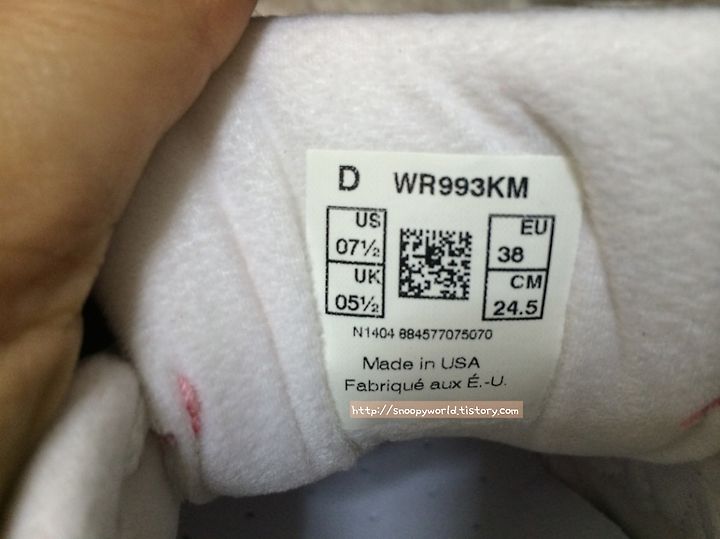 D WR993KM
US
07½
UK
05½
EU
38
CM
24.5
N1404 884577075070
Made in USA
Fabriqué aux É.-U.
http://snoopyworld.tistory.com